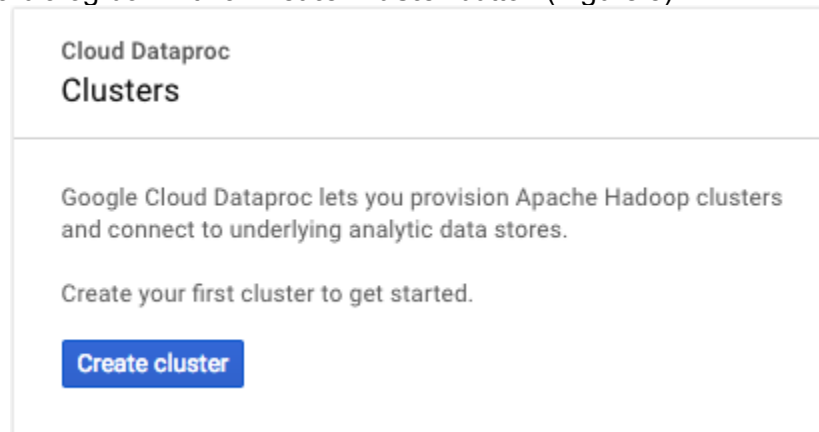 Cloud Dataproc
Clusters
Google Cloud Dataproc lets you provision Apache Hadoop clusters
and connect to underlying analytic data stores.
Create your first cluster to get started.
Create cluster